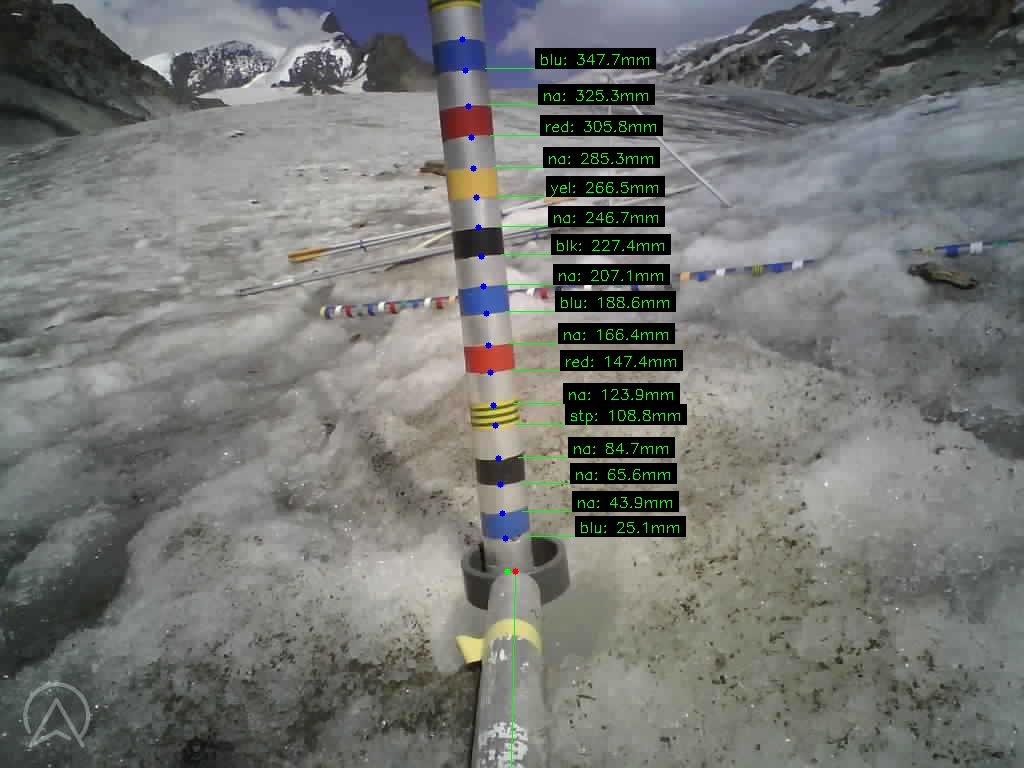 blu: 347.7mm
na: 325.3mm
red: 305.8mm
na: 285.3mm
yel: 266.5mm
na: 246.7mm
blk: 227.4mm
na: 207.1mm
blu: 188.6mm
na: 166.4mm
red: 147.4mm
na: 123.9mm
stp: 108.8mm
na: 84.7mm
na: 65.6mm
na: 43.9mm
blu: 25.1mm